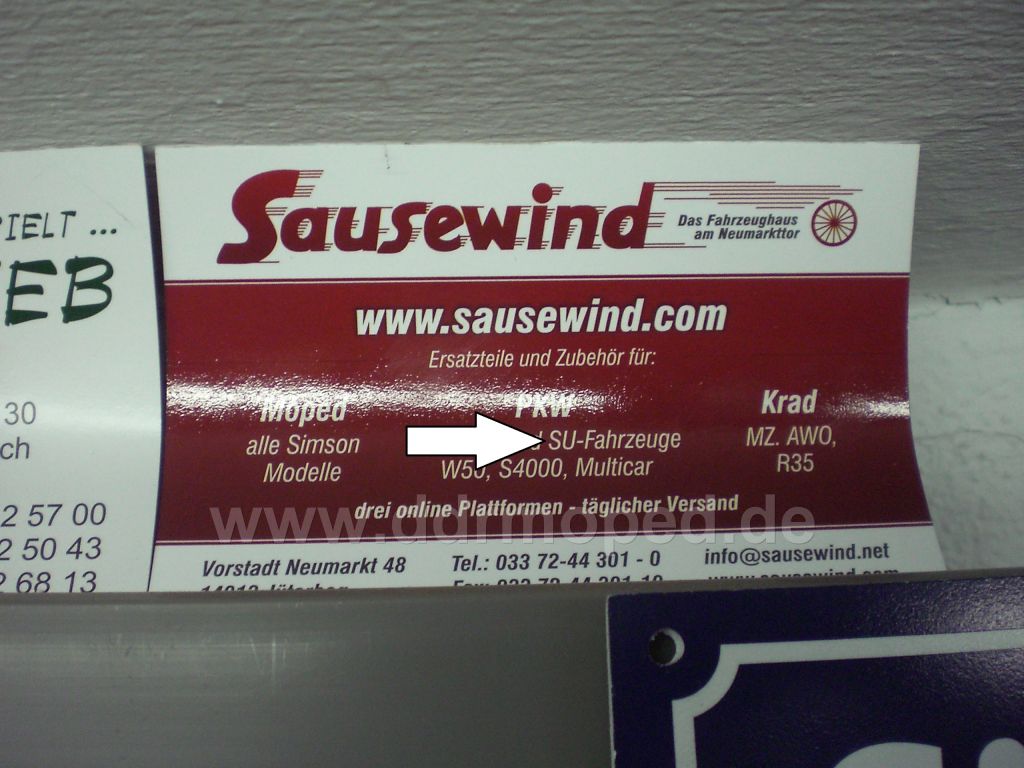 IELT ...
EB
30
ch
2 57 00
2 50 43
2 68 13
Sausewind
Das Fahrzeughaus
am Neumarkttor
www.sausewind.com
Ersatzteile und Zubehör für:
Moped
alle Simson
Modelle
PKW
SU-Fahrzeuge
W50, S4000, Multicar
Krad
MZ. AWO,
R35
drei online Plattformen - täglicher Versand
www.ddrmoped.de
Vorstadt Neumarkt 48
Tel.: 033 72-44 301 - 0
info@sausewind.net